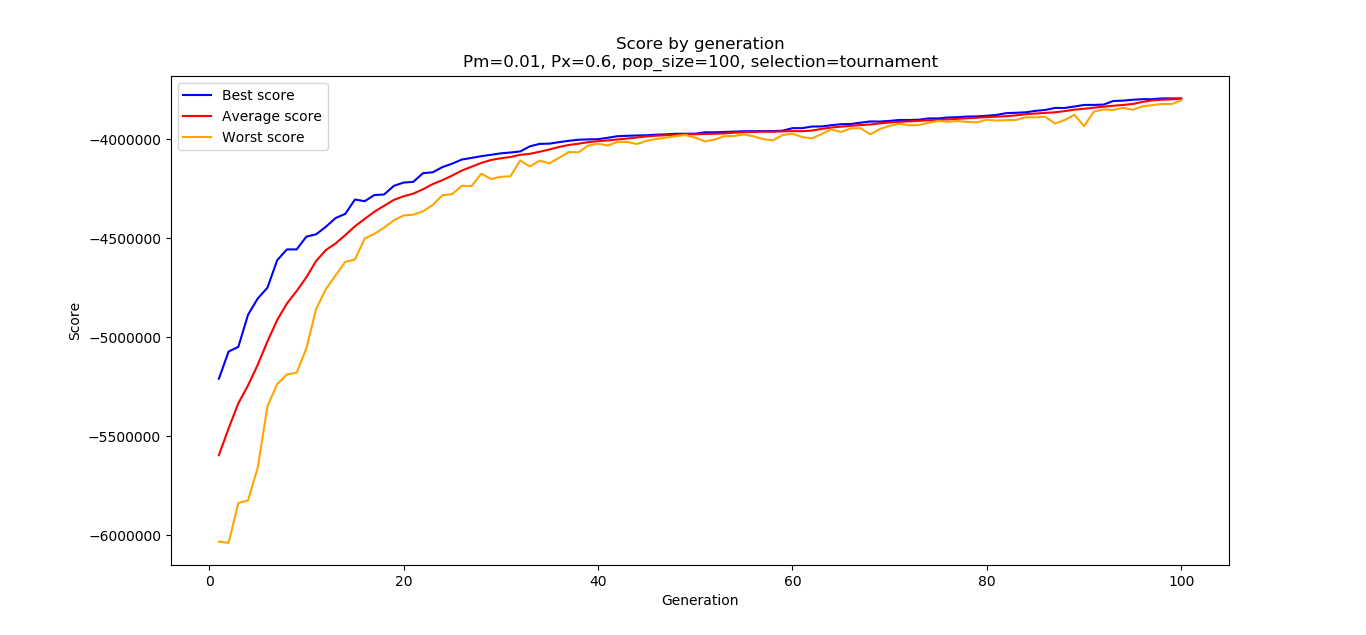 Score by generation
Pm=0.01, Px=0.6, pop_size=100, selection=tournament
Best score
Average score
Worst score
−4000000
−4500000
−5000000
−5500000
−6000000
Score
0 20 40 60 80 100
Generation